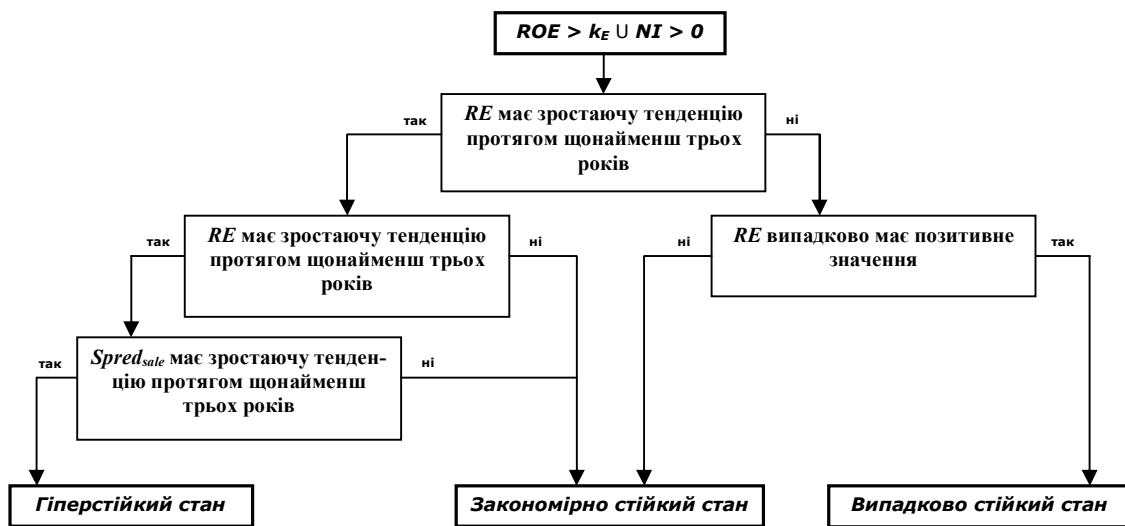 ROE > kE U NI > 0
RE має зростаючу тенденцію
протягом щонайменш трьох
років
так
ні
RE має зростаючу тенденцію
протягом щонайменш трьох
років
так
ні
RE випадково має позитивне
значення
ні
так
Spredsale має зростаючу тенден-
цію протягом щонайменш
трьох років
так
ні
Гіперстійкий стан
Закономірно стійкий стан
Випадково стійкий стан